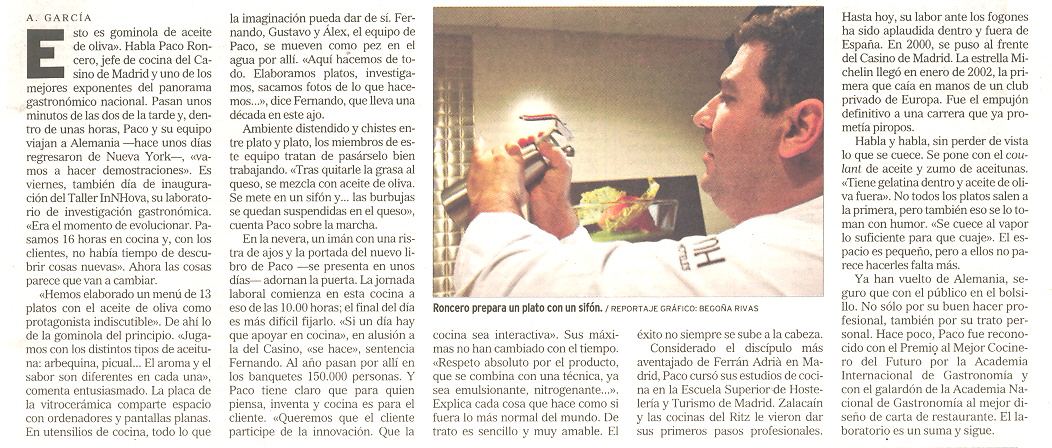 A. GARCÍA
Esto es gominola de aceite
de oliva». Habla Paco Ron-
cero, jefe de cocina del Ca-
sino de Madrid y uno de los
mejores exponentes del panorama
gastronómico nacional. Pasan unos
minutos de las dos de la tarde y, den-
tro de unas horas, Paco y su equipo
viajan a Alemania —hace unos días
regresaron de Nueva York—, «va-
mos a hacer demostraciones». Es
viernes, también día de inaugura-
ción del Taller InNHova, su laborato-
rio de investigación gastronómica.
«Era el momento de evolucionar. Pa-
samos 16 horas en cocina y, con los
clientes, no había tiempo de descu-
brir cosas nuevas». Ahora las cosas
parece que van a cambiar.
«Hemos elaborado un menú de 13
platos con el aceite de oliva como
protagonista indiscutible». De ahí lo
de la gominola del principio. «Juga-
mos con los distintos tipos de aceitu-
na: arbequina, picual... El aroma y el
sabor son diferentes en cada una»,
comenta entusiasmado. La placa de
la vitrocerámica comparte espacio
con ordenadores y pantallas planas.
En utensilios de cocina, todo lo que
la imaginación pueda dar de sí. Fer-
nando, Gustavo y Álex, el equipo de
Paco, se mueven como pez en el
agua por allí. «Aquí hacemos de to-
do. Elaboramos platos, investiga-
mos, sacamos fotos de lo que hace-
mos...», dice Fernando, que lleva una
década en este ajo.
Ambiente distendido y chistes en-
tre plato y plato, los miembros de es-
te equipo tratan de pasárselo bien
trabajando. «Tras quitarle la grasa al
queso, se mezcla con aceite de oliva.
Se mete en un sifón y... las burbujas
se quedan suspendidas en el queso»,
cuenta Paco sobre la marcha.
En la nevera, un imán con una ris-
tra de ajos y la portada del nuevo li-
bro de Paco —se presenta en unos
días— adornan la puerta. La jornada
laboral comienza en esta cocina a
eso de las 10.00 horas; el final del día
es más difícil fijarlo. «Si un día hay
que apoyar en cocina», en alusión a
la del Casino, «se hace», sentencia
Fernando. Al año pasan por allí en
los banquetes 150.000 personas. Y
Paco tiene claro que para quien
piensa, inventa y cocina es para el
cliente. «Queremos que el cliente
participe de la innovación. Que la
NH
HOTELES
Roncero prepara un plato con un sifón. / REPORTAJE GRÁFICO: BEGOÑA RIVAS
cocina sea interactiva». Sus máxi-
mas no han cambiado con el tiempo.
«Respeto absoluto por el producto,
que se combina con una técnica, ya
sea emulsionante, nitrogenante...».
Explica cada cosa que hace como si
fuera lo más normal del mundo. De
trato es sencillo y muy amable. El
éxito no siempre se sube a la cabeza.
Considerado el discípulo más
aventajado de Ferrán Adrià en Ma-
drid, Paco cursó sus estudios de coci-
na en la Escuela Superior de Hoste-
lería y Turismo de Madrid. Zalacaín
y las cocinas del Ritz le vieron dar
sus primeros pasos profesionales.
Hasta hoy, su labor ante los fogones
ha sido aplaudida dentro y fuera de
España. En 2000, se puso al frente
del Casino de Madrid. La estrella Mi-
chelin llegó en enero de 2002, la pri-
mera que caía en manos de un club
privado de Europa. Fue el empujón
definitivo a una carrera que ya pro-
metía piropos.
Habla y habla, sin perder de vista
lo que se cuece. Se pone con el cou-
lant de aceite y zumo de aceitunas.
«Tiene gelatina dentro y aceite de oli-
va fuera». No todos los platos salen a
la primera, pero también eso se lo to-
man con humor. «Se cuece al vapor
lo suficiente para que cuaje». El es-
pacio es pequeño, pero a ellos no pa-
rece hacerles falta más.
Ya han vuelto de Alemania, se-
guro que con el público en el bolsi-
llo. No sólo por su buen hacer pro-
fesional, también por su trato per-
sonal. Hace poco, Paco fue recono-
cido con el Premio al Mejor Cocine-
ro del Futuro por la Academia
Internacional de Gastronomía y
con el galardón de la Academia Na-
cional de Gastronomía al mejor di-
seño de carta de restaurante. El la-
boratorio es un suma y sigue.